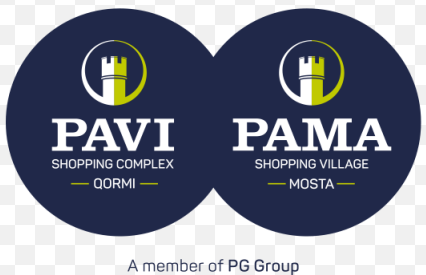 PAVI
SHOPPING COMPLEX
QORMI
PAMA
SHOPPING VILLAGE
MOSTA
A member of PG Group